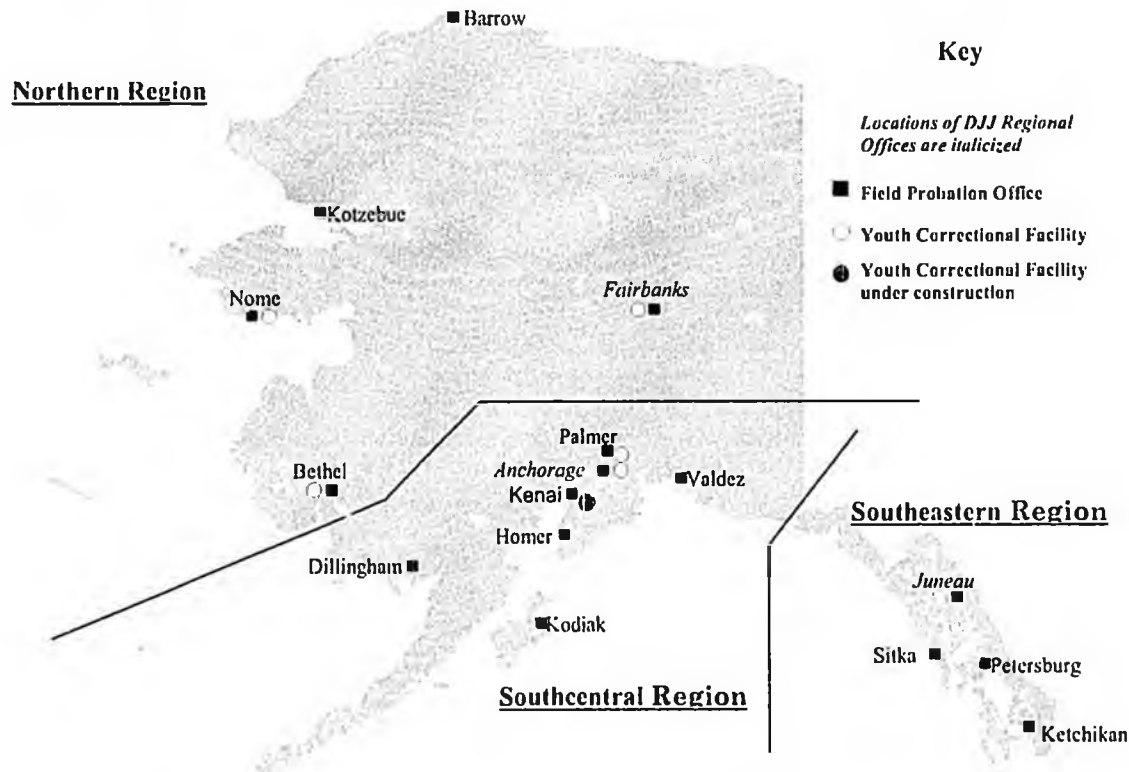 Barrow
Key
Northern Region
Locations of DJJ Regional
Offices are italicized
Field Probation Office
Kotzebue
Youth Correctional Facility
Youth Correctional Facility
under construction
Nome
Fairbanks
Palmer
Anchorage
Bethel
Valdez
Kenai
Southeastern Region
Homer
Dillingham
Juneau
Kodiak
Sitka
Petersburg
Southcentral Region
Ketchikan